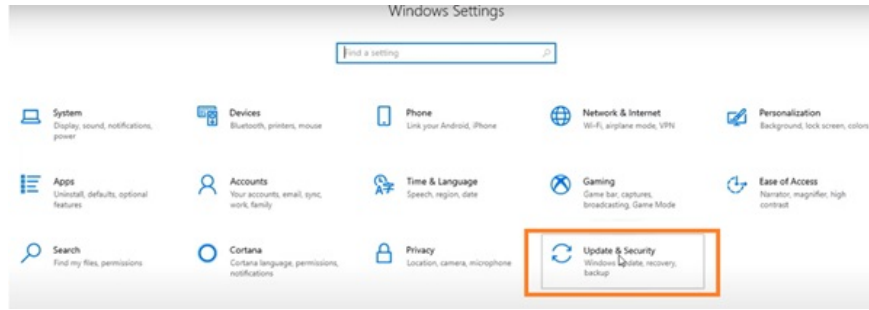 Windows Settings
Find a setting
System
Display, sound, notifications,
power
Devices
Bluetooth, printers, mouse
Phone
Link your Android, iPhone
Network & Internet
Wi-Fi, airplane mode, VPN
Personalization
Background, lock screen, colors
Apps
Uninstall, defaults, optional
features
Accounts
Your accounts, email, sync,
work, family
Time & Language
Speech, region, date
Gaming
Game bar, captures,
broadcasting, Game Mode
Ease of Access
Narrator, magnifier, high
contrast
Search
Find my files, permissions
Cortana
Cortana language, permissions,
notifications
Privacy
Location, camera, microphone
Update & Security
Windows Update, recovery,
backup